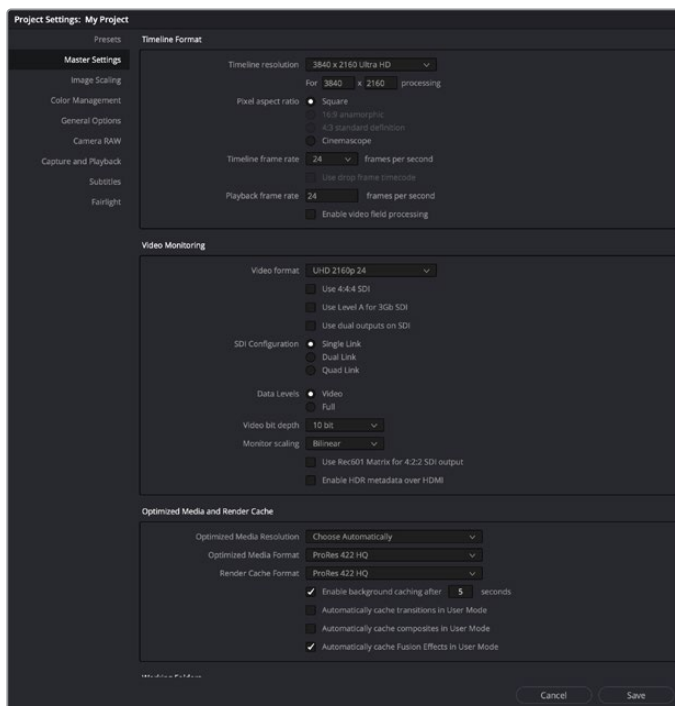 Project Settings: My Project
Presets
Master Settings
Image Scaling
Color Management
General Options
Camera RAW
Capture and Playback
Subtitles
Fairlight
Timeline Format
Timeline resolution 3840 x 2160 Ultra HD
For 3840 x 2160 processing
Pixel aspect ratio Square
16:9 anamorphic
4:3 standard definition
Cinemascope
Timeline frame rate 24 frames per second
Use drop frame timecode
Playback frame rate 24 frames per second
Enable video field processing
Video Monitoring
Video format UHD 2160p 24
Use 4:4:4 SDI
Use Level A for 3Gb SDI
Use dual outputs on SDI
SDI Configuration Single Link
Dual Link
Quad Link
Data Levels Video
Full
Video bit depth 10 bit
Monitor scaling Bilinear
Use Rec601 Matrix for 4:2:2 SDI output
Enable HDR metadata over HDMI
Optimized Media and Render Cache
Optimized Media Resolution Choose Automatically
Optimized Media Format ProRes 422 HQ
Render Cache Format ProRes 422 HQ
Enable background caching after 5 seconds
Automatically cache transitions in User Mode
Automatically cache composites in User Mode
Automatically cache Fusion Effects in User Mode
Working Folders
Cancel Save